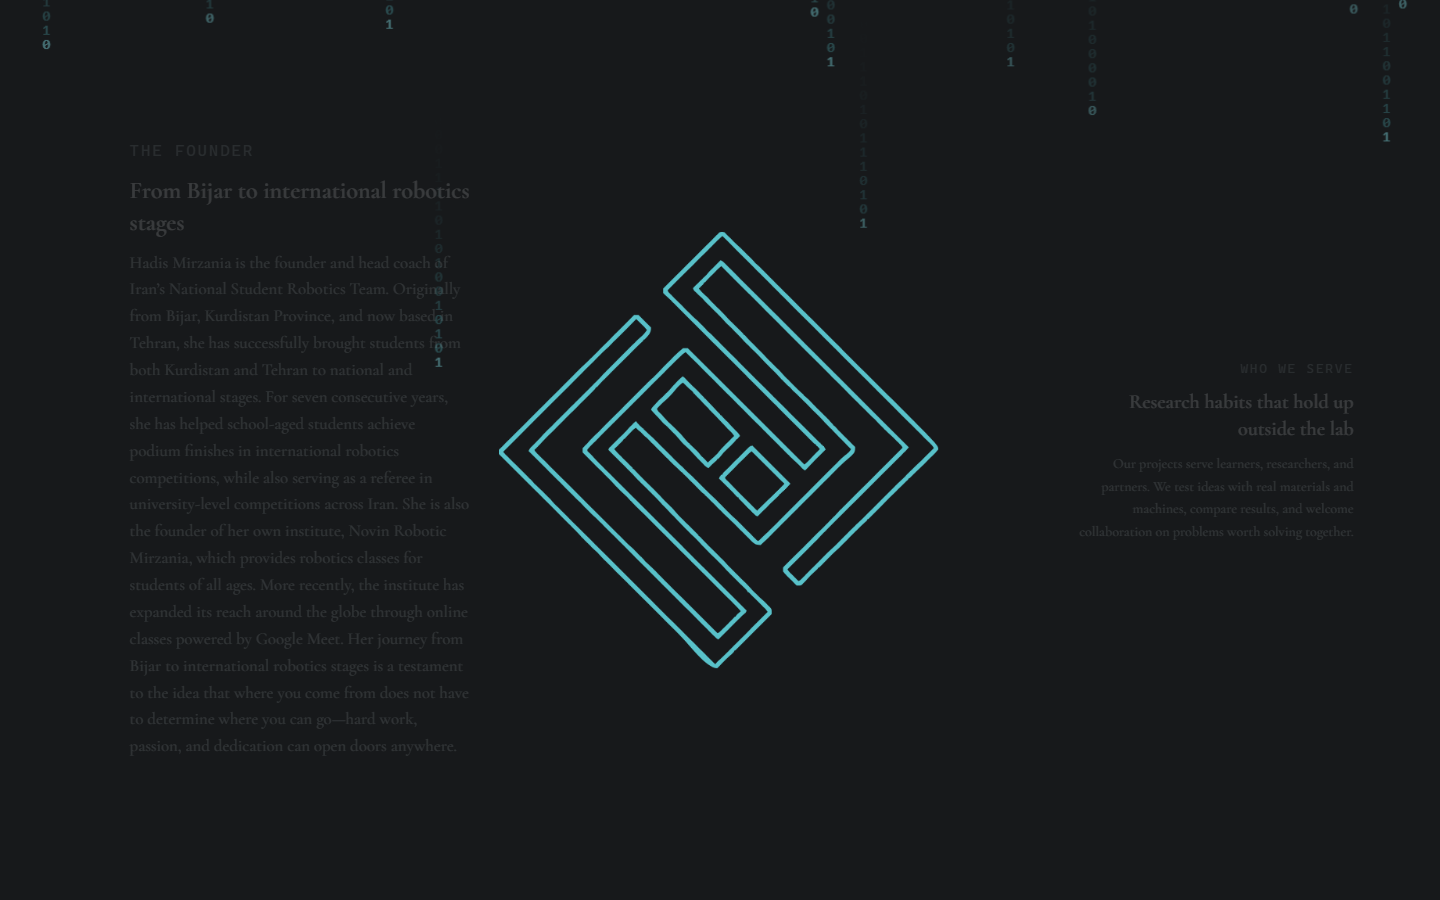 THE FOUNDER
From Bijar to international robotics
stages
Hadis Mirzania is the founder and head coach of
Iran's National Student Robotics Team. Originally
from Bijar, Kurdistan Province, and now based in
Tehran, she has successfully brought students from
both Kurdistan and Tehran to national and
international stages. For seven consecutive years,
she has helped school-aged students achieve
podium finishes in international robotics
competitions, while also serving as a referee in
university-level competitions across Iran. She is also
the founder of her own institute, Novin Robotic
Mirzania, which provides robotics classes for
students of all ages. More recently, the institute has
expanded its reach around the globe through online
classes powered by Google Meet. Her journey from
Bijar to international robotics stages is a testament
to the idea that where you come from does not have
to determine where you can go—hard work,
passion, and dedication can open doors anywhere.
WHO WE SERVE
Research habits that hold up
outside the lab
Our projects serve learners, researchers, and
partners. We test ideas with real materials and
machines, compare results, and welcome
collaboration on problems worth solving together.